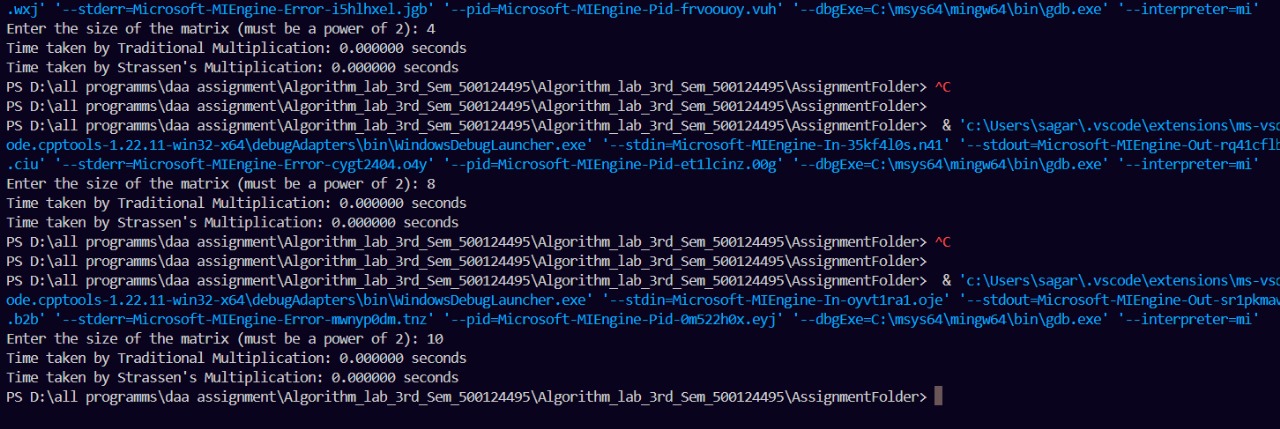 .wxj' '--stderr=Microsoft-MIEngine-Error-i5hlhxel.jgb' '--pid=Microsoft-MIEngine-Pid-frvoouoy.vuh' '--dbgExe=C:\msys64\mingw64\bin\gdb.exe' '--interpreter=mi'
Enter the size of the matrix (must be a power of 2): 4
Time taken by Traditional Multiplication: 0.000000 seconds
Time taken by Strassen's Multiplication: 0.000000 seconds
PS D:\all programms\daa assignment\Algorithm_lab_3rd_Sem_500124495\Algorithm_lab_3rd_Sem_500124495\AssignmentFolder> ^C
PS D:\all programms\daa assignment\Algorithm_lab_3rd_Sem_500124495\Algorithm_lab_3rd_Sem_500124495\AssignmentFolder>
PS D:\all programms\daa assignment\Algorithm_lab_3rd_Sem_500124495\Algorithm_lab_3rd_Sem_500124495\AssignmentFolder>  & 'c:\Users\sagar\.vscode\extensions\ms-vsc
ode.cpptools-1.22.11-win32-x64\debugAdapters\bin\WindowsDebugLauncher.exe' '--stdin=Microsoft-MIEngine-In-35kf4l0s.n41' '--stdout=Microsoft-MIEngine-Out-rq41cflb
.ciu' '--stderr=Microsoft-MIEngine-Error-cygt2404.o4y' '--pid=Microsoft-MIEngine-Pid-et1lcinz.00g' '--dbgExe=C:\msys64\mingw64\bin\gdb.exe' '--interpreter=mi'
Enter the size of the matrix (must be a power of 2): 8
Time taken by Traditional Multiplication: 0.000000 seconds
Time taken by Strassen's Multiplication: 0.000000 seconds
PS D:\all programms\daa assignment\Algorithm_lab_3rd_Sem_500124495\Algorithm_lab_3rd_Sem_500124495\AssignmentFolder> ^C
PS D:\all programms\daa assignment\Algorithm_lab_3rd_Sem_500124495\Algorithm_lab_3rd_Sem_500124495\AssignmentFolder>
PS D:\all programms\daa assignment\Algorithm_lab_3rd_Sem_500124495\Algorithm_lab_3rd_Sem_500124495\AssignmentFolder>  & 'c:\Users\sagar\.vscode\extensions\ms-vsc
ode.cpptools-1.22.11-win32-x64\debugAdapters\bin\WindowsDebugLauncher.exe' '--stdin=Microsoft-MIEngine-In-oyvt1ra1.oje' '--stdout=Microsoft-MIEngine-Out-sr1pkmav
.b2b' '--stderr=Microsoft-MIEngine-Error-mwnyp0dm.tnz' '--pid=Microsoft-MIEngine-Pid-0m522h0x.eyj' '--dbgExe=C:\msys64\mingw64\bin\gdb.exe' '--interpreter=mi'
Enter the size of the matrix (must be a power of 2): 10
Time taken by Traditional Multiplication: 0.000000 seconds
Time taken by Strassen's Multiplication: 0.000000 seconds
PS D:\all programms\daa assignment\Algorithm_lab_3rd_Sem_500124495\Algorithm_lab_3rd_Sem_500124495\AssignmentFolder>